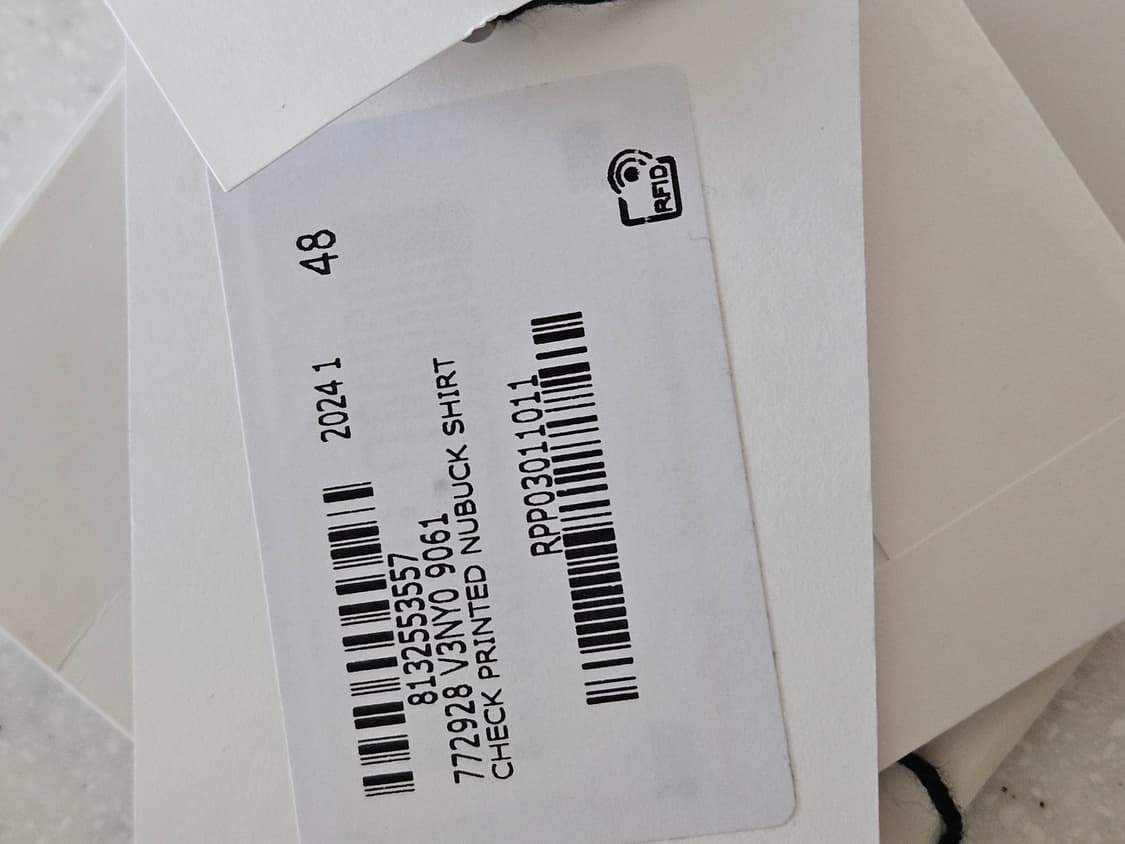 2024 1 48
8132553557
772928 V3NY0 9061
CHECK PRINTED NUBUCK SHIRT
RPP03011011
RFID